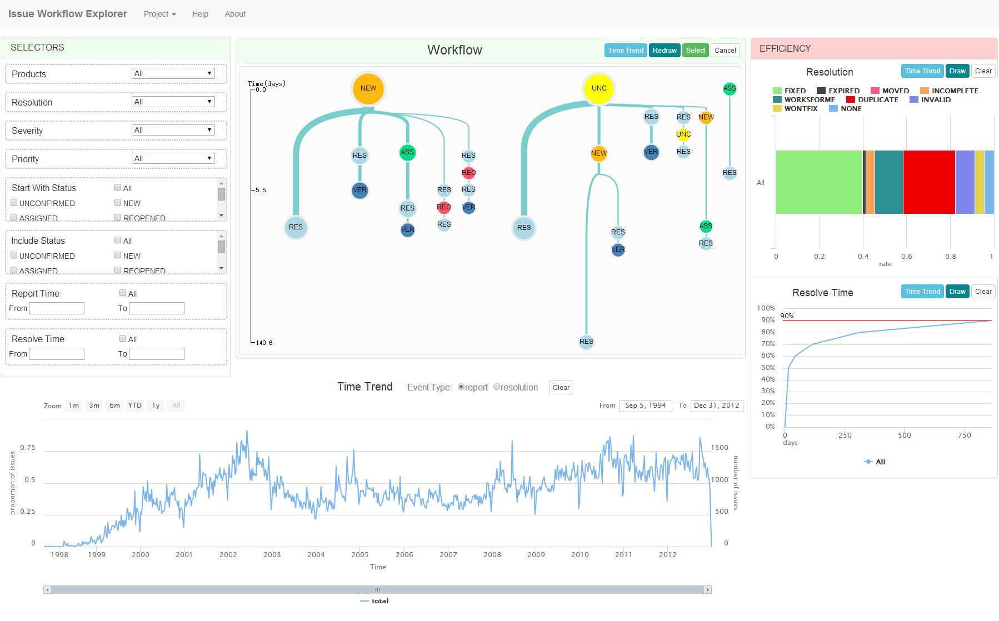 Issue Workflow Explorer Project Help About
SELECTORS
Products All
Resolution All
Severity All
Priority All
Start With Status All
UNCONFIRMED NEW
ASSIGNED REOPENED
Include Status All
UNCONFIRMED NEW
ASSIGNED REOPENED
Report Time All
From To
Resolve Time All
From To
Workflow Time Trend Redraw Select Cancel
Time(days)
0.0
5.5
140.6
NEW
RES
RES
VER
ASS
RES
VER
RES
REO
RES
RES
REO
RES
VER
UNC
RES
NEW
RES
RES
VER
RES
VER
RES
UNC
RES
NEW
ASS
RES
ASS
RES
EFFICIENCY
Resolution Time Trend Draw Clear
FIXED EXPIRED MOVED INCOMPLETE
WORKSFORME DUPLICATE INVALID
WONTFIX NONE
All
0 0.2 0.4 0.6 0.8 1
rate
Resolve Time Time Trend Draw Clear
100%
90%
90%
80%
70%
60%
50%
40%
30%
20%
10%
0%
0 250 500 750
days
All
Time Trend Event Type: report resolution Clear
Zoom 1m 3m 6m YTD 1y All From Sep 5, 1994 To Dec 31, 2012
proportion of issues
0.75
0.5
0.25
0
1500
1000
500
0
number of issues
1998 1999 2000 2001 2002 2003 2004 2005 2006 2007 2008 2009 2010 2011 2012
Time
total